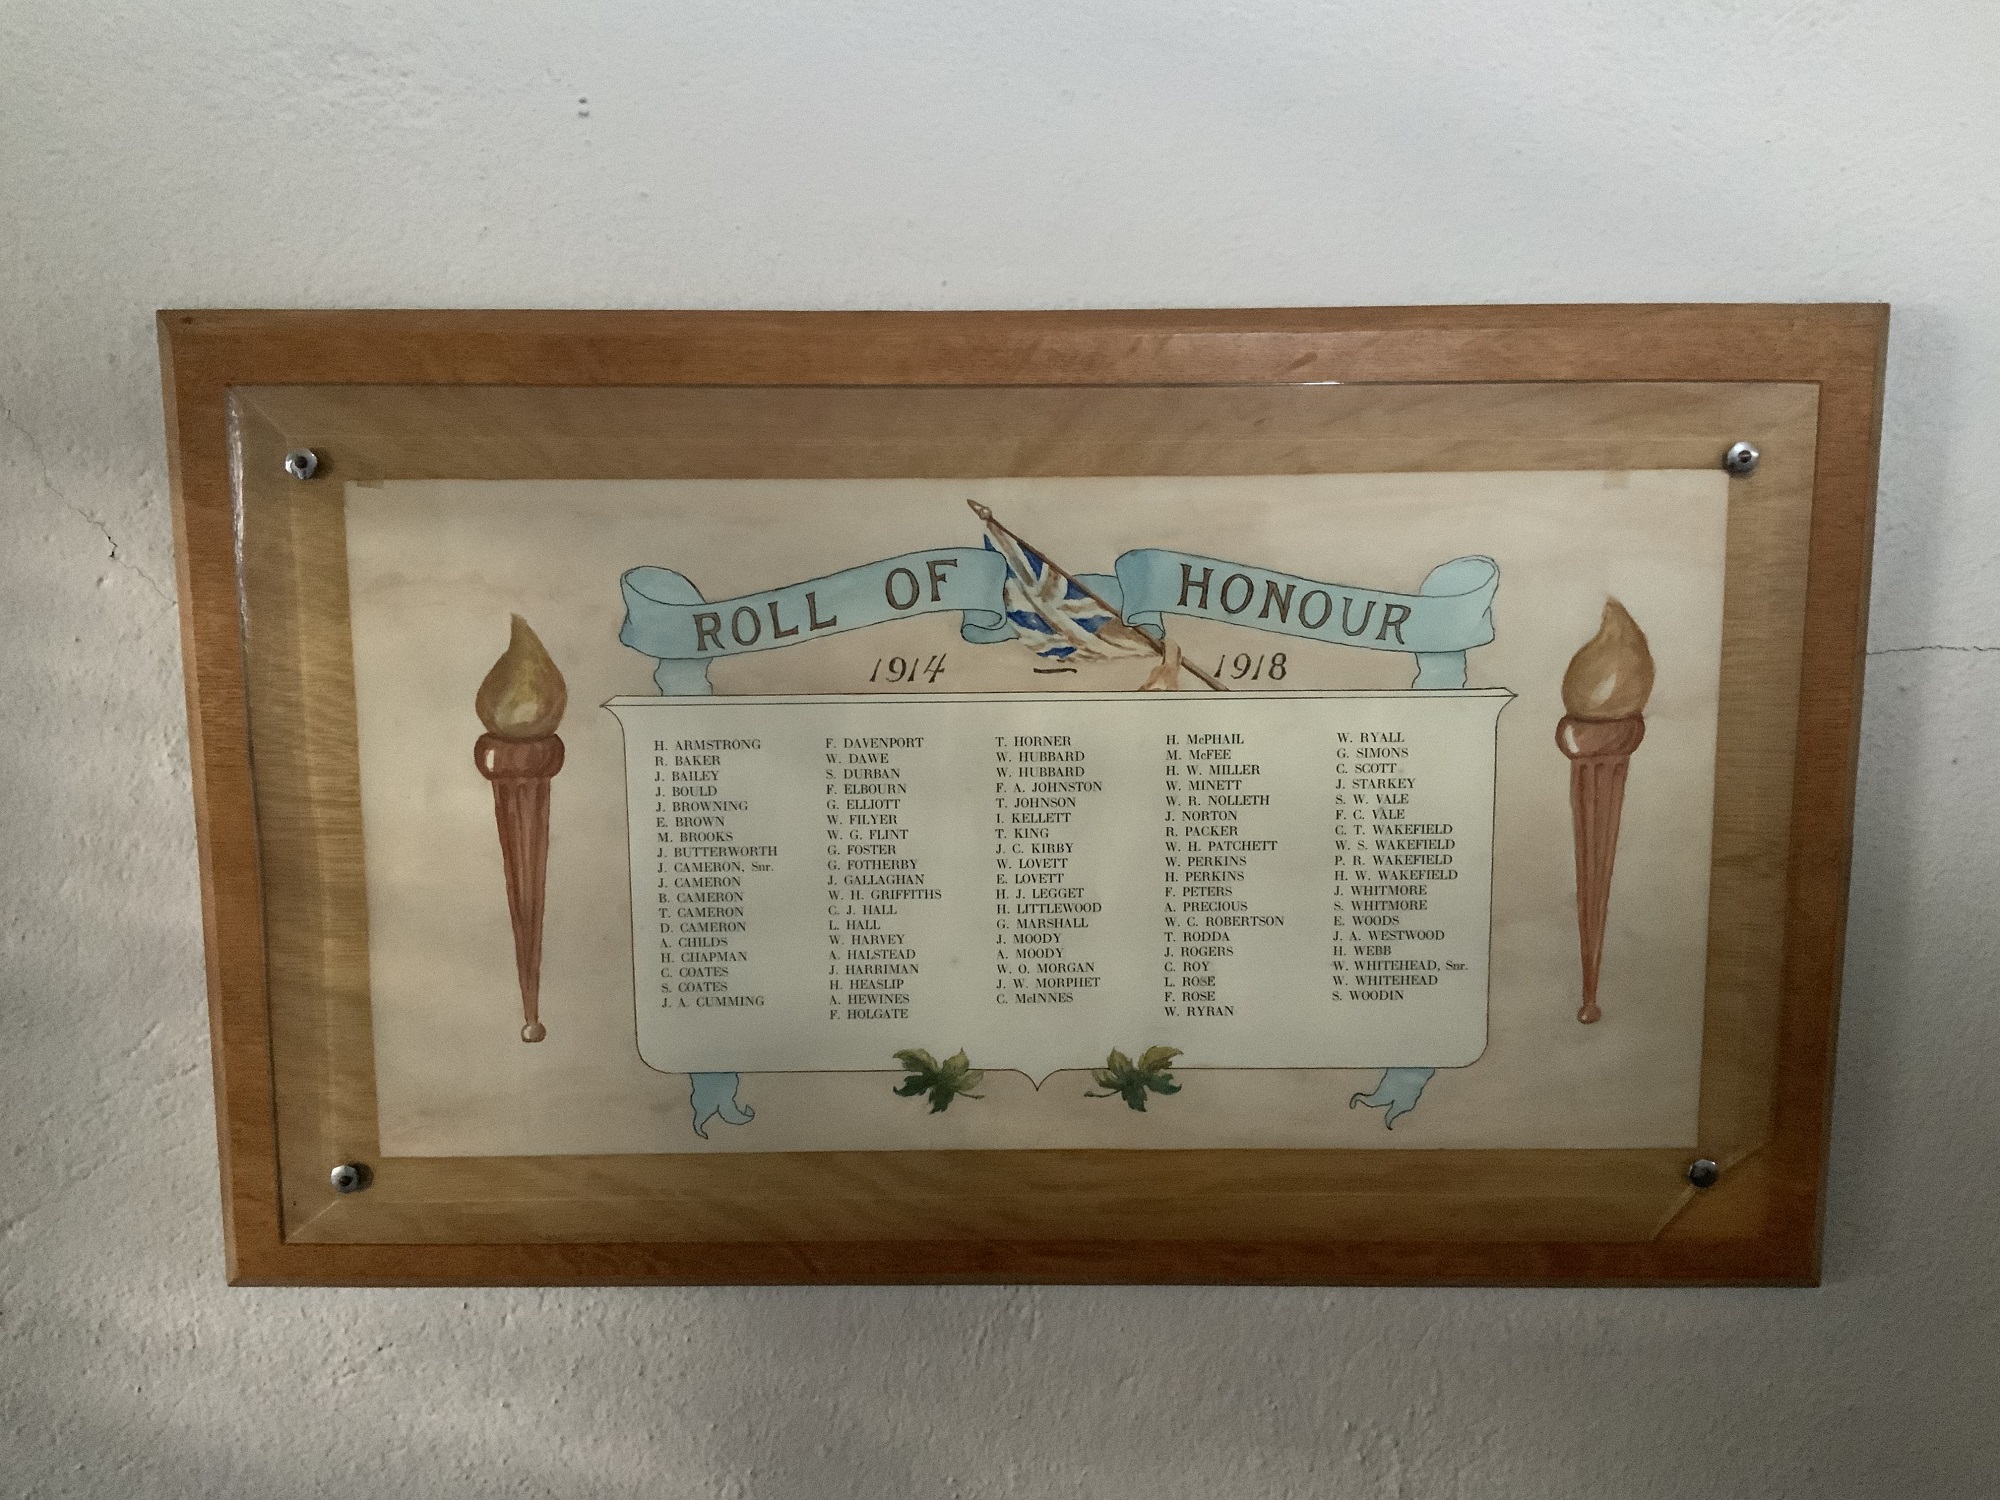 ROLL OF HONOUR
1914 — 1918
H. ARMSTRONG
R. BAKER
J. BAILEY
J. BOULD
J. BROWNING
E. BROWN
M. BROOKS
J. BUTTERWORTH
J. CAMERON, Snr.
J. CAMERON
B. CAMERON
T. CAMERON
D. CAMERON
A. CHILDS
H. CHAPMAN
C. COATES
S. COATES
J. A. CUMMING
F. DAVENPORT
W. DAWE
S. DURBAN
F. ELBOURN
G. ELLIOTT
W. FILYER
W. G. FLINT
G. FOSTER
G. FOTHERBY
J. GALLAGHAN
W. H. GRIFFITHS
C. J. HALL
L. HALL
W. HARVEY
A. HALSTEAD
J. HARRIMAN
H. HEASLIP
A. HEWINES
F. HOLGATE
T. HORNER
W. HUBBARD
W. HUBBARD
F. A. JOHNSTON
T. JOHNSON
I. KELLETT
T. KING
J. C. KIRBY
W. LOVETT
E. LOVETT
H. J. LEGGET
H. LITTLEWOOD
G. MARSHALL
J. MOODY
A. MOODY
W. O. MORGAN
J. W. MORPHET
C. McINNES
H. McPHAIL
M. McFEE
H. W. MILLER
W. MINETT
W. R. NOLLETH
J. NORTON
R. PACKER
W. H. PATCHETT
W. PERKINS
H. PERKINS
F. PETERS
A. PRECIOUS
W. C. ROBERTSON
T. RODDA
J. ROGERS
C. ROY
L. ROSE
F. ROSE
W. RYRAN
W. RYALL
G. SIMONS
C. SCOTT
J. STARKEY
S. W. VALE
F. C. VALE
C. T. WAKEFIELD
W. S. WAKEFIELD
P. R. WAKEFIELD
H. W. WAKEFIELD
J. WHITMORE
S. WHITMORE
E. WOODS
J. A. WESTWOOD
H. WEBB
W. WHITEHEAD, Snr.
W. WHITEHEAD
S. WOODIN